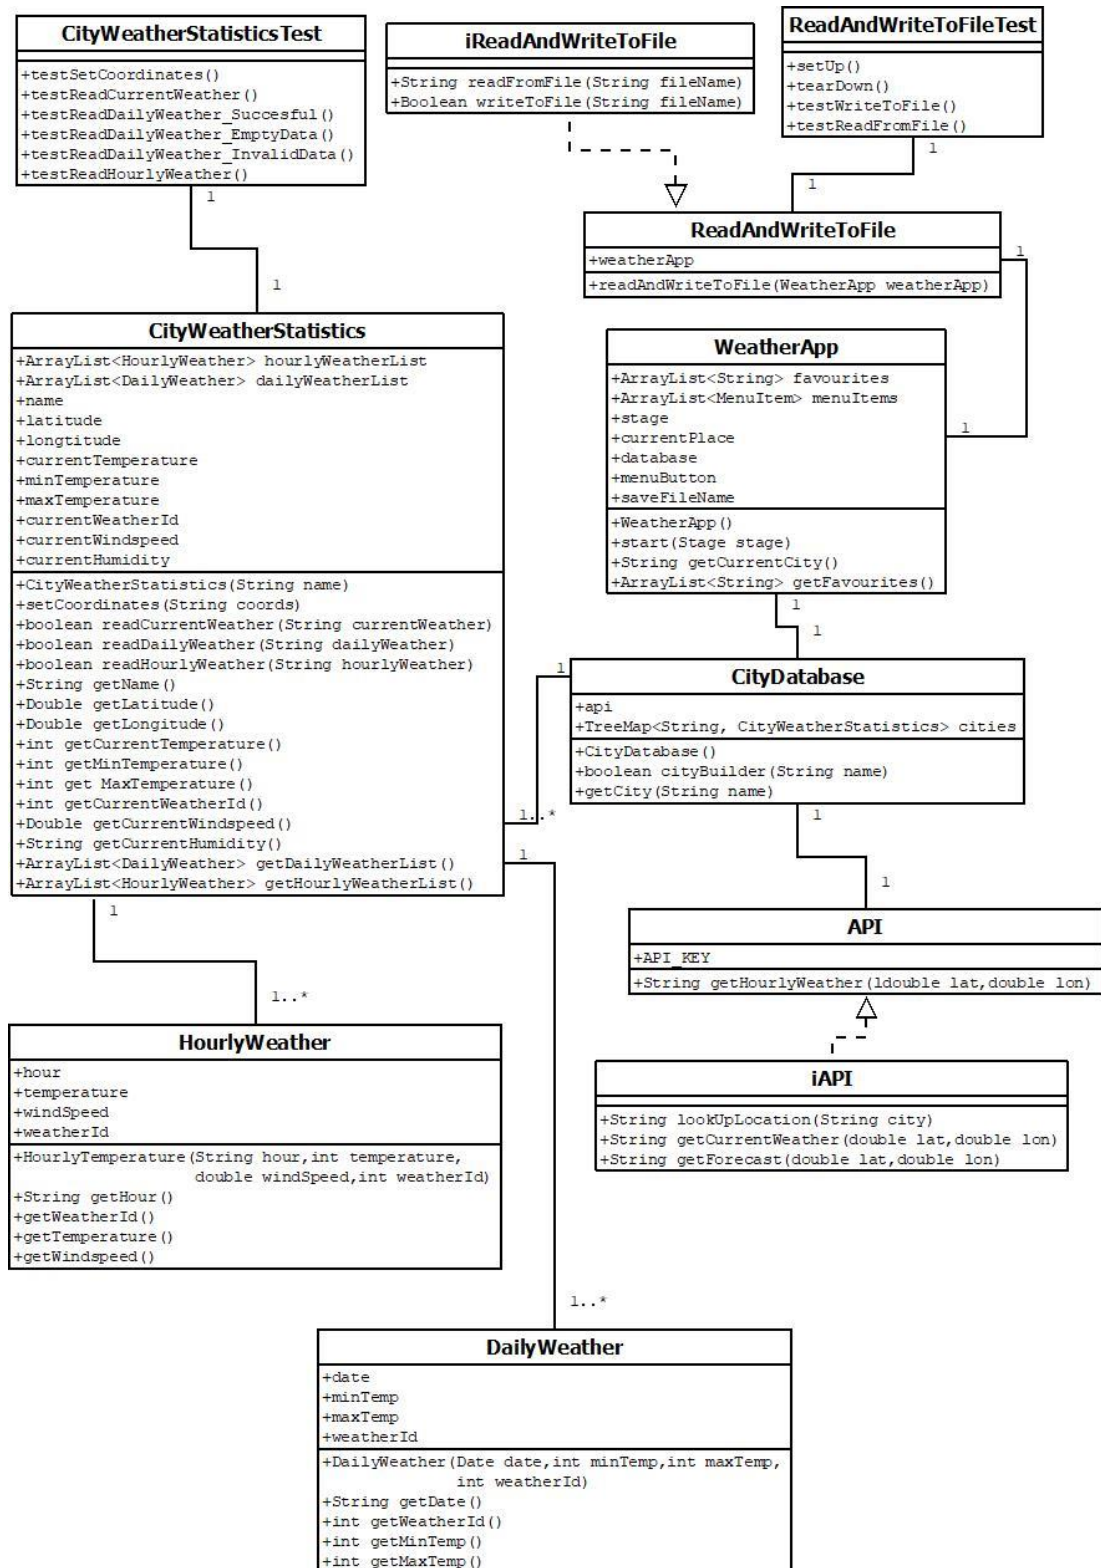 CityWeatherStatisticsTest
+testSetCoordinates()
+testReadCurrentWeather()
+testReadDailyWeather_Succesful()
+testReadDailyWeather_EmptyData()
+testReadDailyWeather_InvalidData()
+testReadHourlyWeather()
1
1
iReadAndWriteToFile
+String readFromFile(String fileName)
+Boolean writeToFile(String fileName)
ReadAndWriteToFileTest
+setUp()
+tearDown()
+testWriteToFile()
+testReadFromFile()
1
1
ReadAndWriteToFile
+weatherApp
+readAndWriteToFile(WeatherApp weatherApp)
1
1
CityWeatherStatistics
+ArrayList<HourlyWeather> hourlyWeatherList
+ArrayList<DailyWeather> dailyWeatherList
+name
+latitude
+longtitude
+currentTemperature
+minTemperature
+maxTemperature
+currentWeatherId
+currentWindspeed
+currentHumidity
+CityWeatherStatistics(String name)
+setCoordinates(String coords)
+boolean readCurrentWeather(String currentWeather)
+boolean readDailyWeather(String dailyWeather)
+boolean readHourlyWeather(String hourlyWeather)
+String getName()
+Double getLatitude()
+Double getLongitude()
+int getCurrentTemperature()
+int getMinTemperature()
+int get MaxTemperature()
+int getCurrentWeatherId()
+Double getCurrentWindspeed()
+String getCurrentHumidity()
+ArrayList<DailyWeather> getDailyWeatherList()
+ArrayList<HourlyWeather> getHourlyWeatherList()
WeatherApp
+ArrayList<String> favourites
+ArrayList<MenuItem> menuItems
+stage
+currentPlace
+database
+menuButton
+saveFileName
+WeatherApp()
+start(Stage stage)
+String getCurrentCity()
+ArrayList<String> getFavourites()
1
1
1
1..*
CityDatabase
+api
+TreeMap<String, CityWeatherStatistics> cities
+CityDatabase()
+boolean cityBuilder(String name)
+getCity(String name)
1
1
API
+API_KEY
+String getHourlyWeather(ldouble lat,double lon)
iAPI
+String lookUpLocation(String city)
+String getCurrentWeather(double lat,double lon)
+String getForecast(double lat,double lon)
1
1..*
HourlyWeather
+hour
+temperature
+windSpeed
+weatherId
+HourlyTemperature(String hour,int temperature,
double windSpeed,int weatherId)
+String getHour()
+getWeatherId()
+getTemperature()
+getWindspeed()
1
1..*
DailyWeather
+date
+minTemp
+maxTemp
+weatherId
+DailyWeather(Date date,int minTemp,int maxTemp,
int weatherId)
+String getDate()
+int getWeatherId()
+int getMinTemp()
+int getMaxTemp()